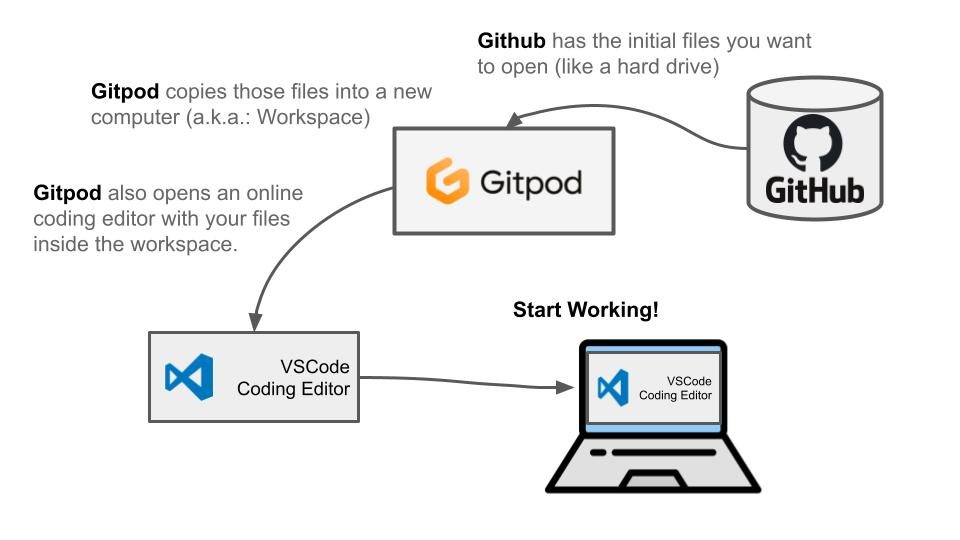 Github has the initial files you want
to open (like a hard drive)
Gitpod copies those files into a new
computer (a.k.a.: Workspace)
GitHub
Gitpod
Gitpod also opens an online
coding editor with your files
inside the workspace.
Start Working!
VSCode
Coding Editor
VSCode
Coding Editor